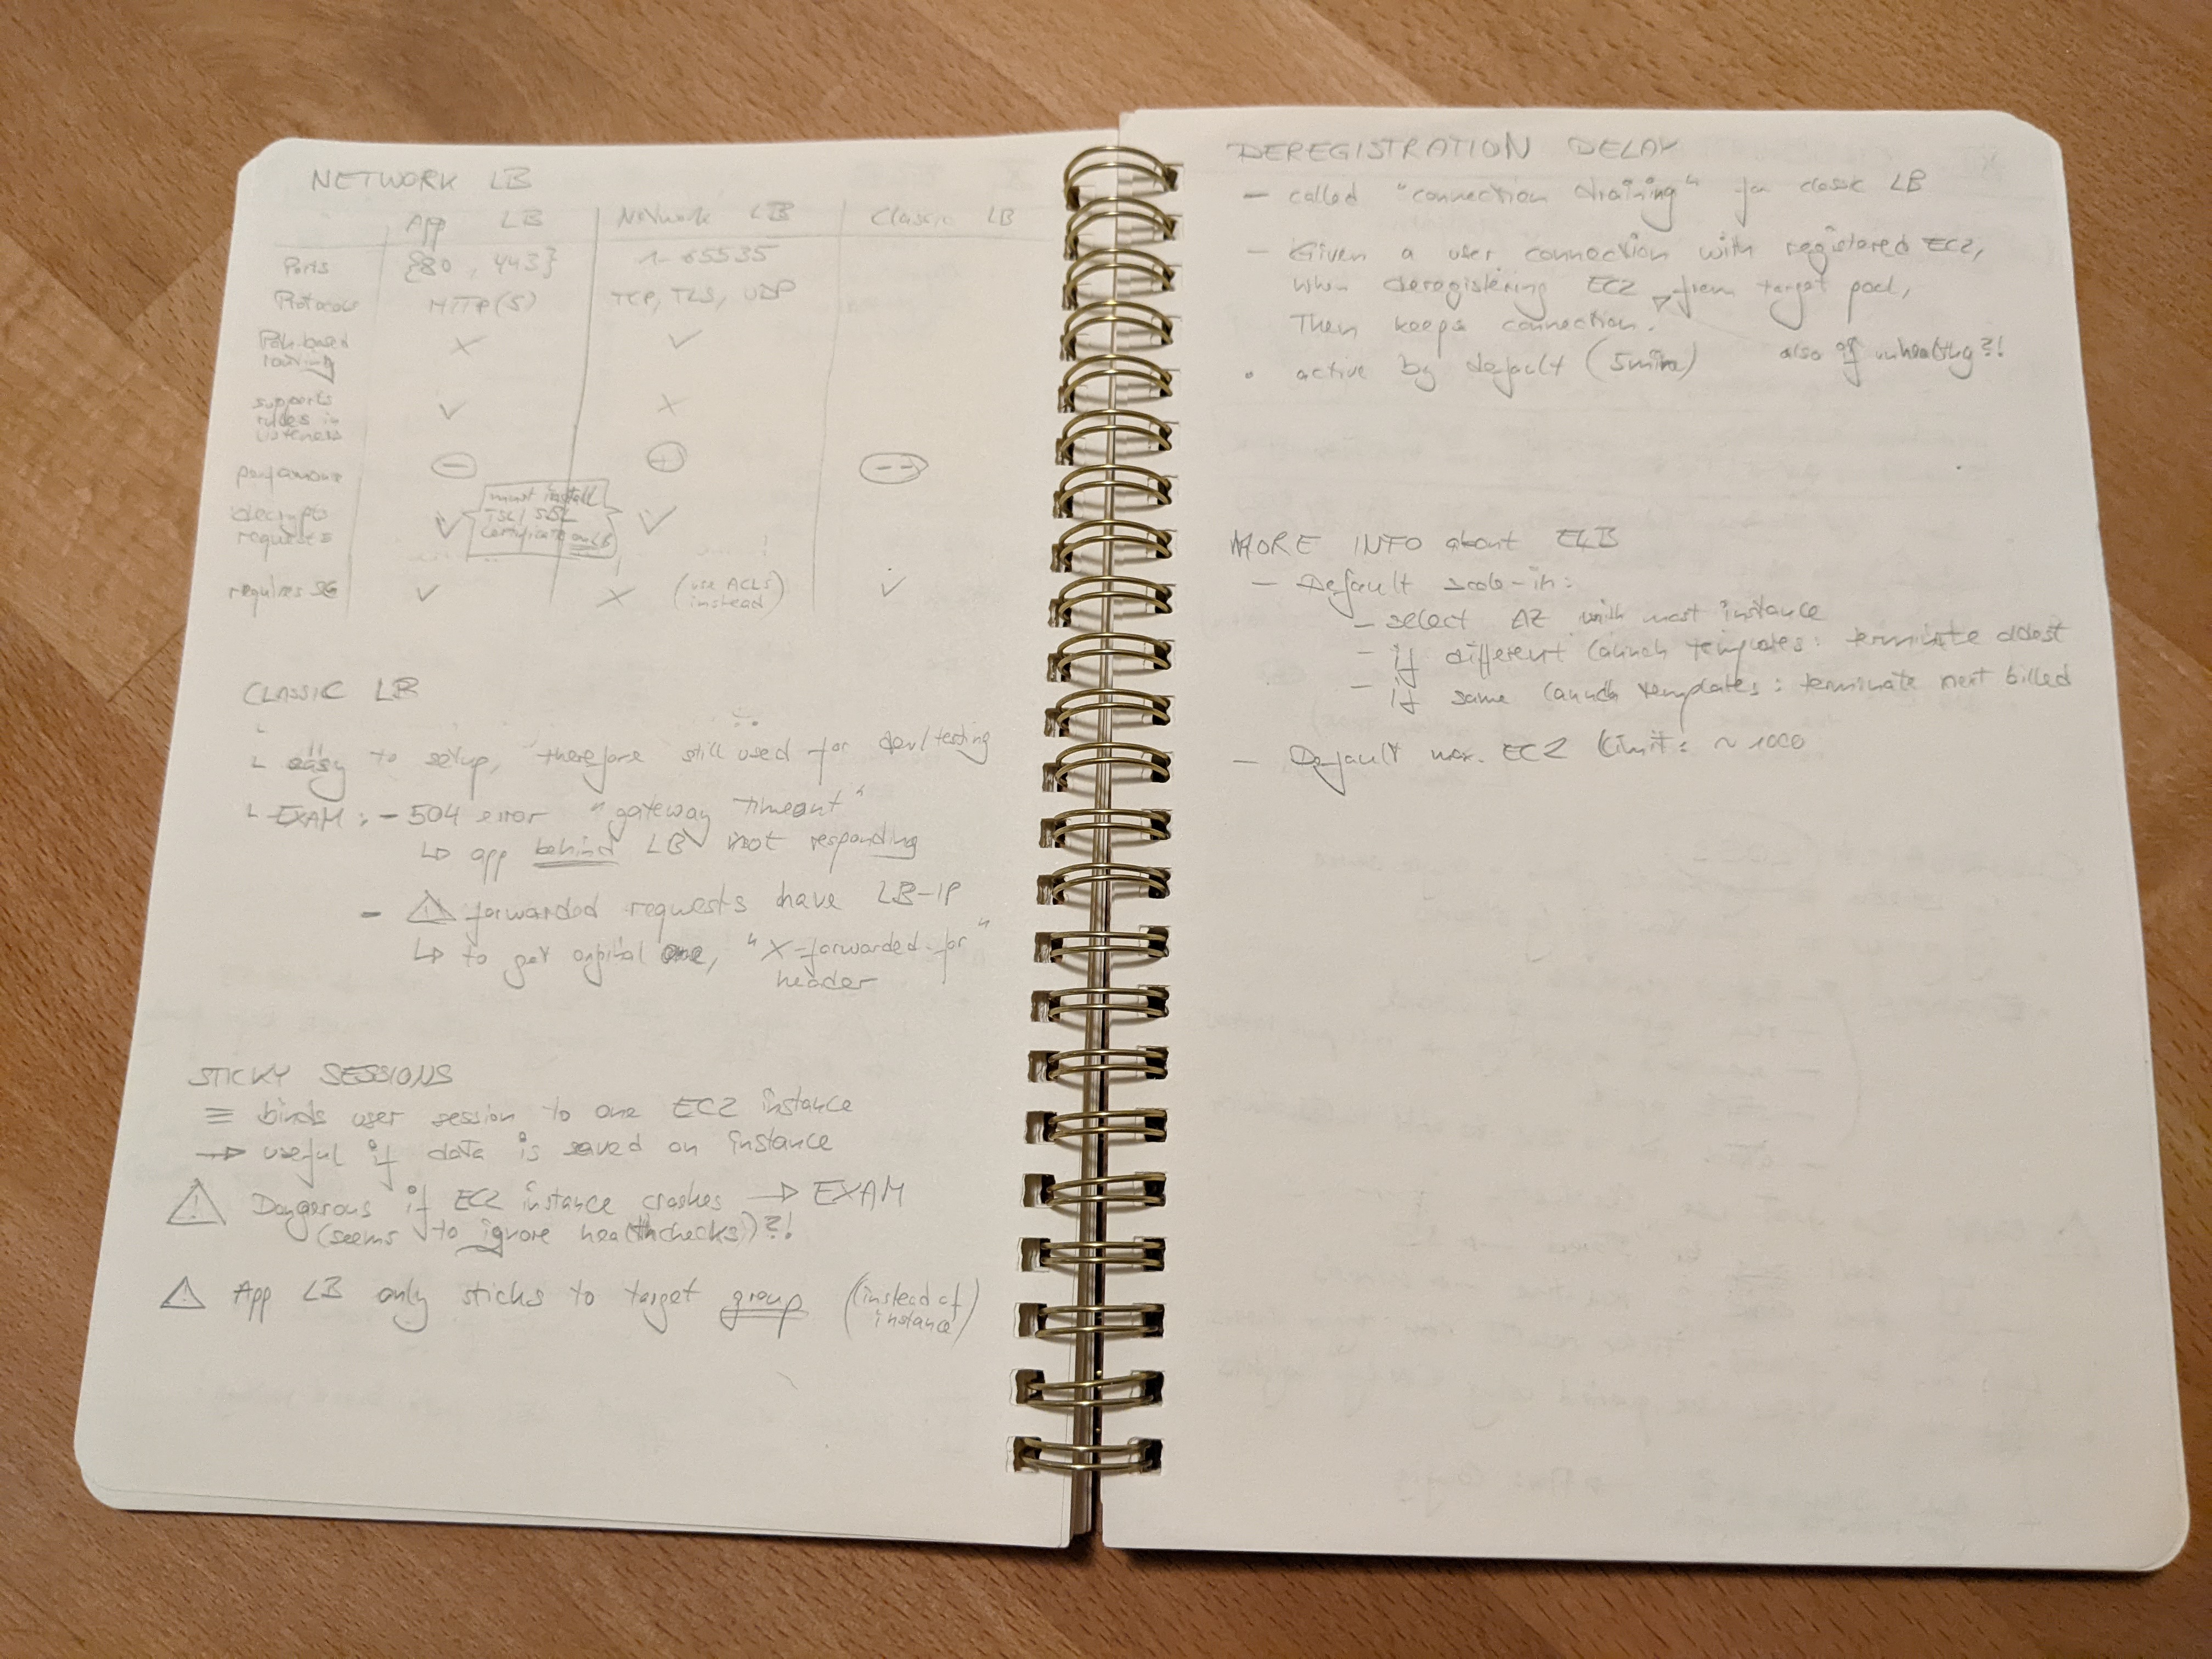 NETWORK LB
App LB | Network LB | Classic LB
Ports {80, 443} 1-65535
Protocols HTTP(S) TCP, TLS, UDP
Path-based routing ✗ ✓
supports rules in listeners ✓ ✗
performance ⊖ ⊕ (--)
decrypts requests ✓ ✓
must install
TSL/SSL
Certificate on LB
requires SG ✓ ✗ (use ACLs instead) ✓
CLASSIC LB
easy to setup, therefore still used for dev/testing
EXAM: - 504 error "gateway timeout"
↳ app behind LB not responding
- ⚠ forwarded requests have LB-IP
↳ to get orginal one, "X-forwarded-for"
header
STICKY SESSIONS
≡ binds user session to one EC2 instance
→ useful if data is saved on instance
⚠ Dangerous if EC2 instance crashes → EXAM
(seems to ignore healthchecks)?!
⚠ App LB only sticks to target group (instead of
instance)
DEREGISTRATION DELAY
- called "connection draining" for classic LB
- Given a user connection with registered EC2,
when deregistering EC2 from target pool,
Then keeps connection.
also if unhealthy?!
• active by default (5min)
MORE INFO about ELB
- Default scale-in:
- select AZ with most instance
- if different launch templates: terminate oldest
- if same launch templates: terminate next billed
- Default max. EC2 limit: ~1000